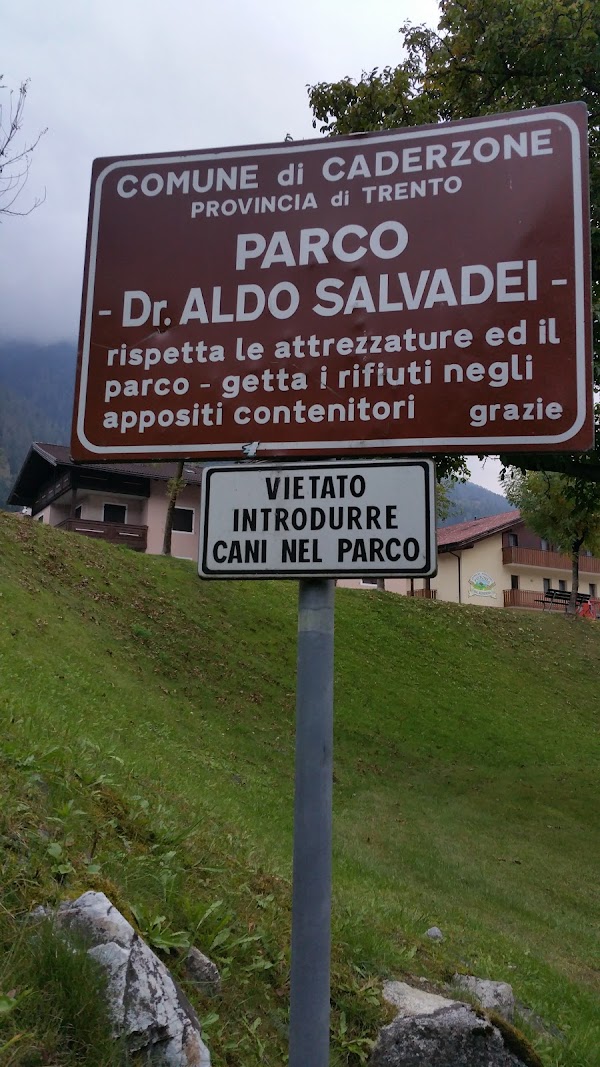 COMUNE di CADERZONE
PROVINCIA di TRENTO
PARCO
- Dr. ALDO SALVADEI -
rispetta le attrezzature ed il
parco - getta i rifiuti negli
appositi contenitori grazie
VIETATO
INTRODURRE
CANI NEL PARCO